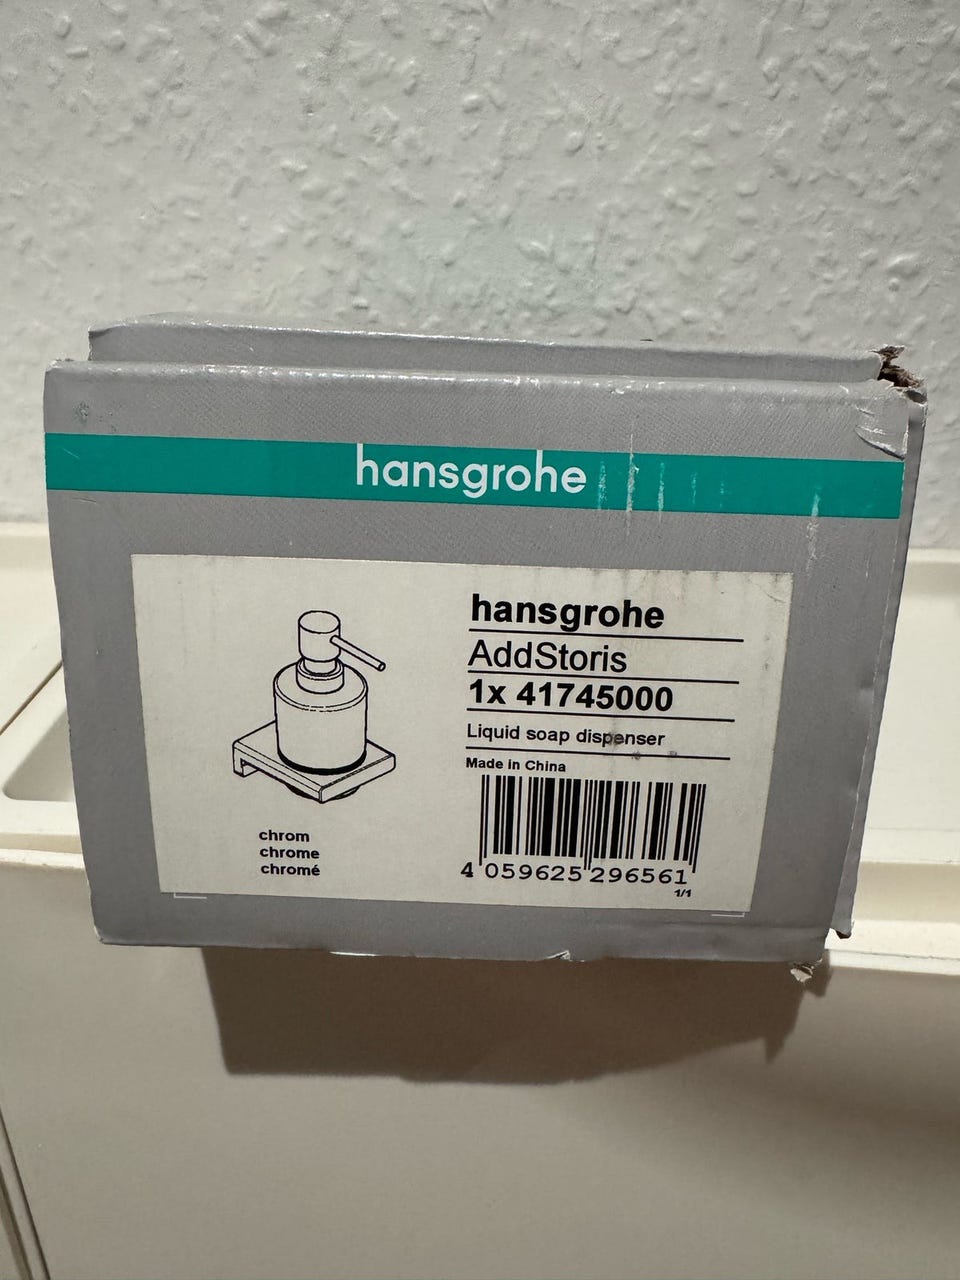 hansgrohe
hansgrohe
AddStoris
1x 41745000
Liquid soap dispenser
Made in China
chrom
chrome
chromé
4 059625 296561
1/1